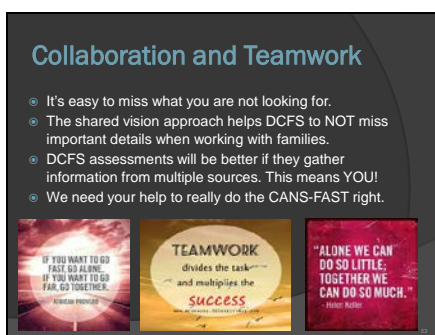 Collaboration and Teamwork
It's easy to miss what you are not looking for.
The shared vision approach helps DCFS to NOT miss
important details when working with families.
DCFS assessments will be better if they gather
information from multiple sources. This means YOU!
We need your help to really do the CANS-FAST right.
IF YOU WANT TO GO
FAST, GO ALONE.
IF YOU WANT TO GO
FAR, GO TOGETHER.
AFRICAN PROVERB
TEAMWORK
divides the task
and multiplies the
SUCCESS
"ALONE WE CAN
DO SO LITTLE;
TOGETHER WE
CAN DO SO MUCH."
- Helen Keller